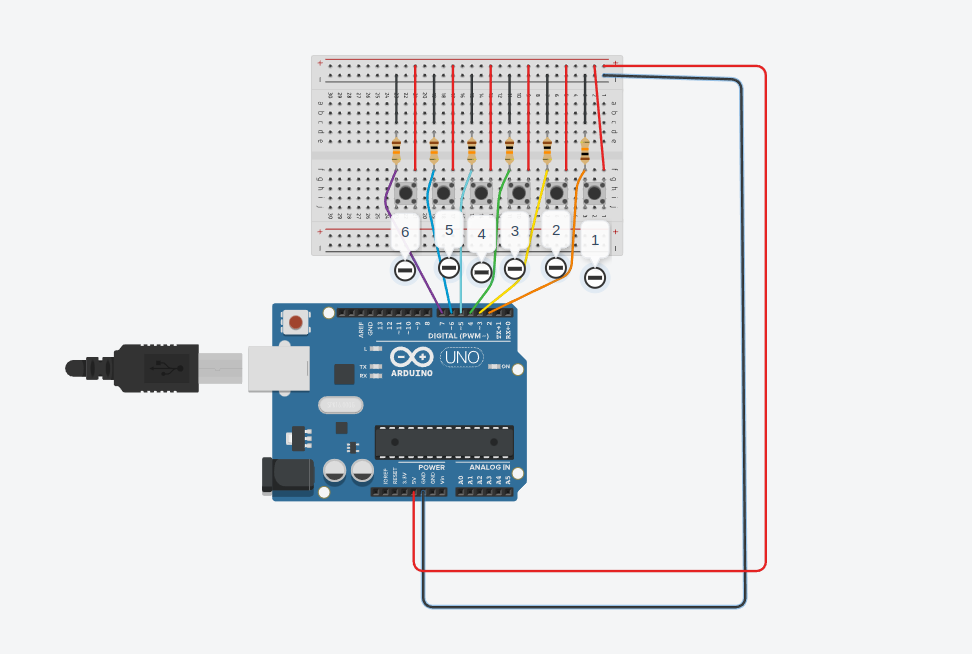 6
5
4
3
2
1
AREF
GND
13
12
~11
~10
~9
8
7
~6
~5
4
~3
2
TX→1
RX←0
DIGITAL (PWM~)
L
TX
RX
ARDUINO
UNO
ON
POWER
ANALOG IN
IOREF
RESET
3.3V
5V
GND
GND
Vin
A0
A1
A2
A3
A4
A5